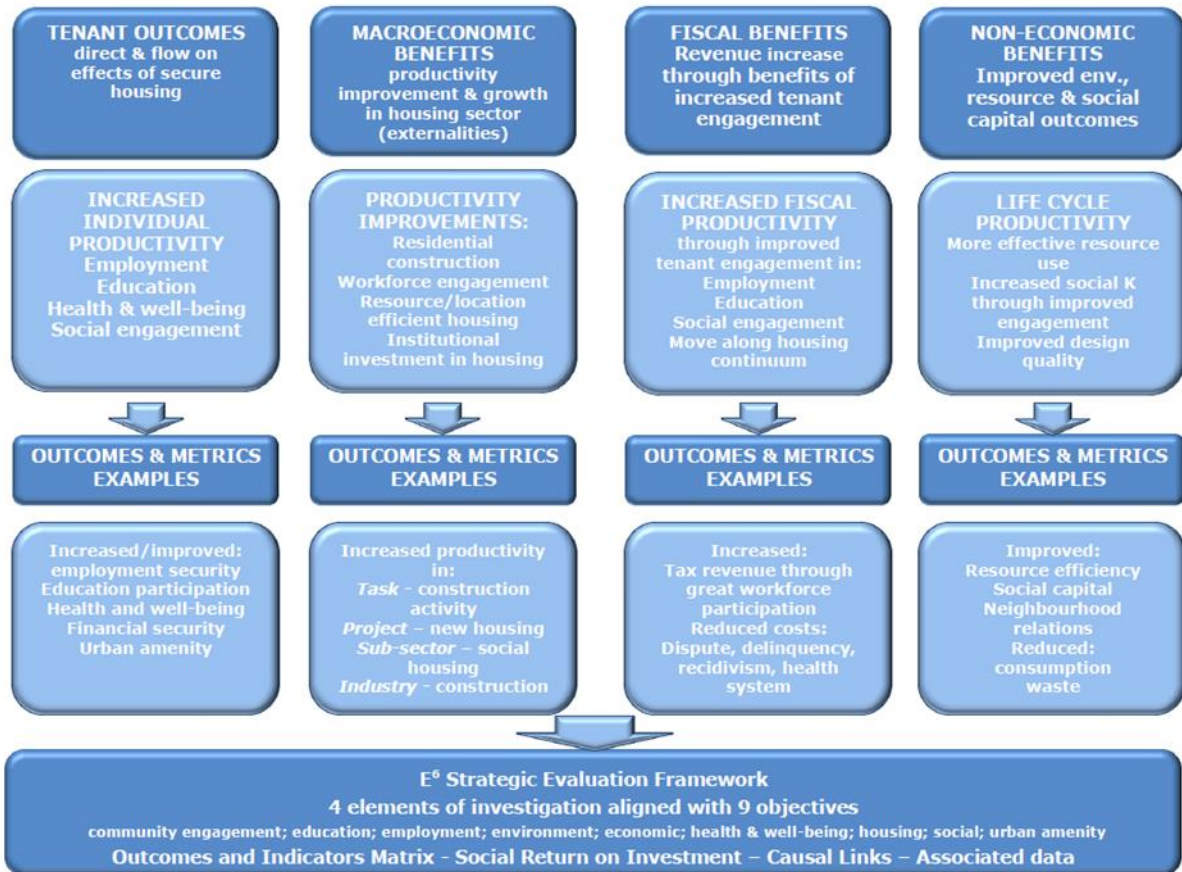 TENANT OUTCOMES
direct & flow on
effects of secure
housing
MACROECONOMIC
BENEFITS
productivity
improvement & growth
in housing sector
(externalities)
FISCAL BENEFITS
Revenue increase
through benefits of
increased tenant
engagement
NON-ECONOMIC
BENEFITS
Improved env.,
resource & social
capital outcomes
INCREASED
INDIVIDUAL
PRODUCTIVITY
Employment
Education
Health & well-being
Social engagement
PRODUCTIVITY
IMPROVEMENTS:
Residential
construction
Workforce engagement
Resource/location
efficient housing
Institutional
investment in housing
INCREASED FISCAL
PRODUCTIVITY
through improved
tenant engagement in:
Employment
Education
Social engagement
Move along housing
continuum
LIFE CYCLE
PRODUCTIVITY
More effective resource
use
Increased social K
through improved
engagement
Improved design
quality
OUTCOMES & METRICS
EXAMPLES
OUTCOMES & METRICS
EXAMPLES
OUTCOMES & METRICS
EXAMPLES
OUTCOMES & METRICS
EXAMPLES
Increased/improved:
employment security
Education participation
Health and well-being
Financial security
Urban amenity
Increased productivity
in:
Task - construction
activity
Project – new housing
Sub-sector – social
housing
Industry - construction
Increased:
Tax revenue through
great workforce
participation
Reduced costs:
Dispute, delinquency,
recidivism, health
system
Improved:
Resource efficiency
Social capital
Neighbourhood
relations
Reduced:
consumption
waste
E⁶ Strategic Evaluation Framework
4 elements of investigation aligned with 9 objectives
community engagement; education; employment; environment; economic; health & well-being; housing; social; urban amenity
Outcomes and Indicators Matrix - Social Return on Investment – Causal Links – Associated data